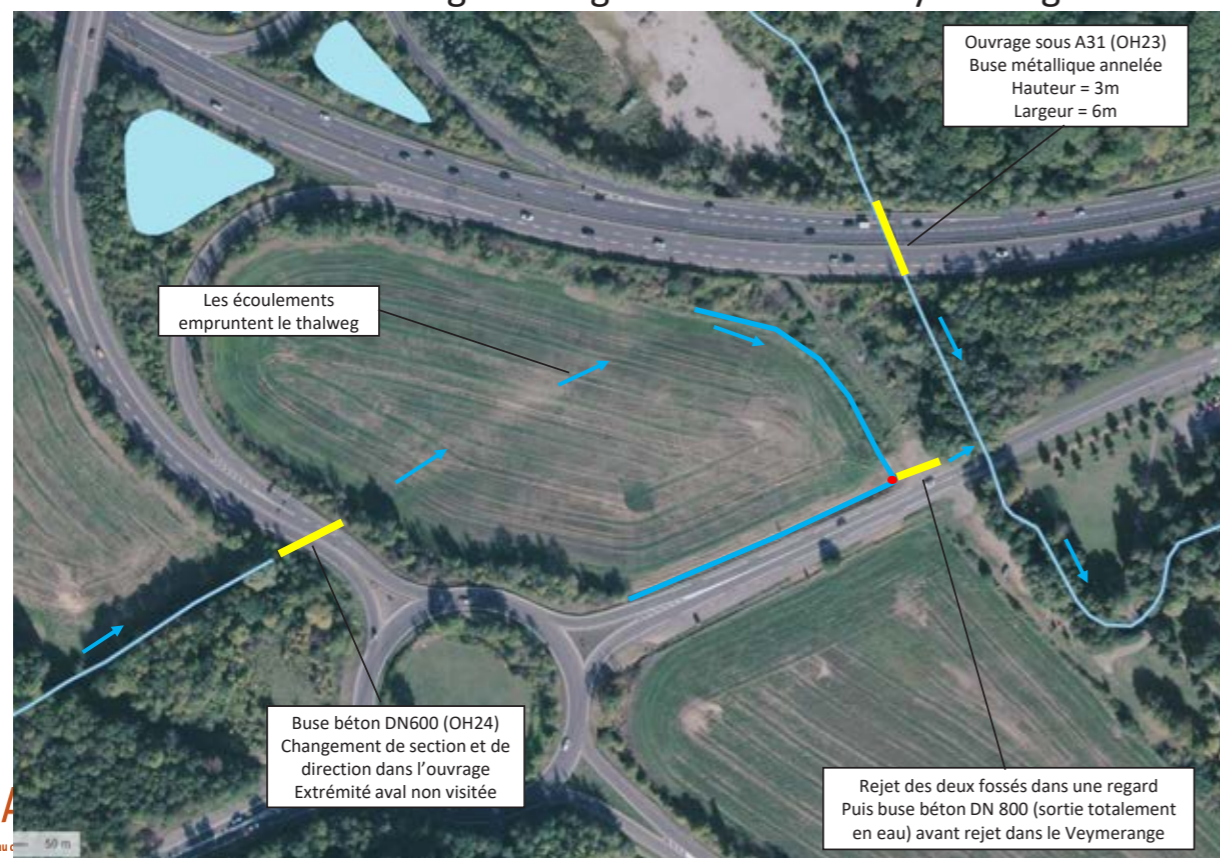 Ouvrage sous A31 (OH23)
Buse métallique annelée
Hauteur = 3m
Largeur = 6m
Les écoulements
empruntent le thalweg
Buse béton DN600 (OH24)
Changement de section et de
direction dans l'ouvrage
Extrémité aval non visitée
Rejet des deux fossés dans une regard
Puis buse béton DN 800 (sortie totalement
en eau) avant rejet dans le Veymerange
50 m